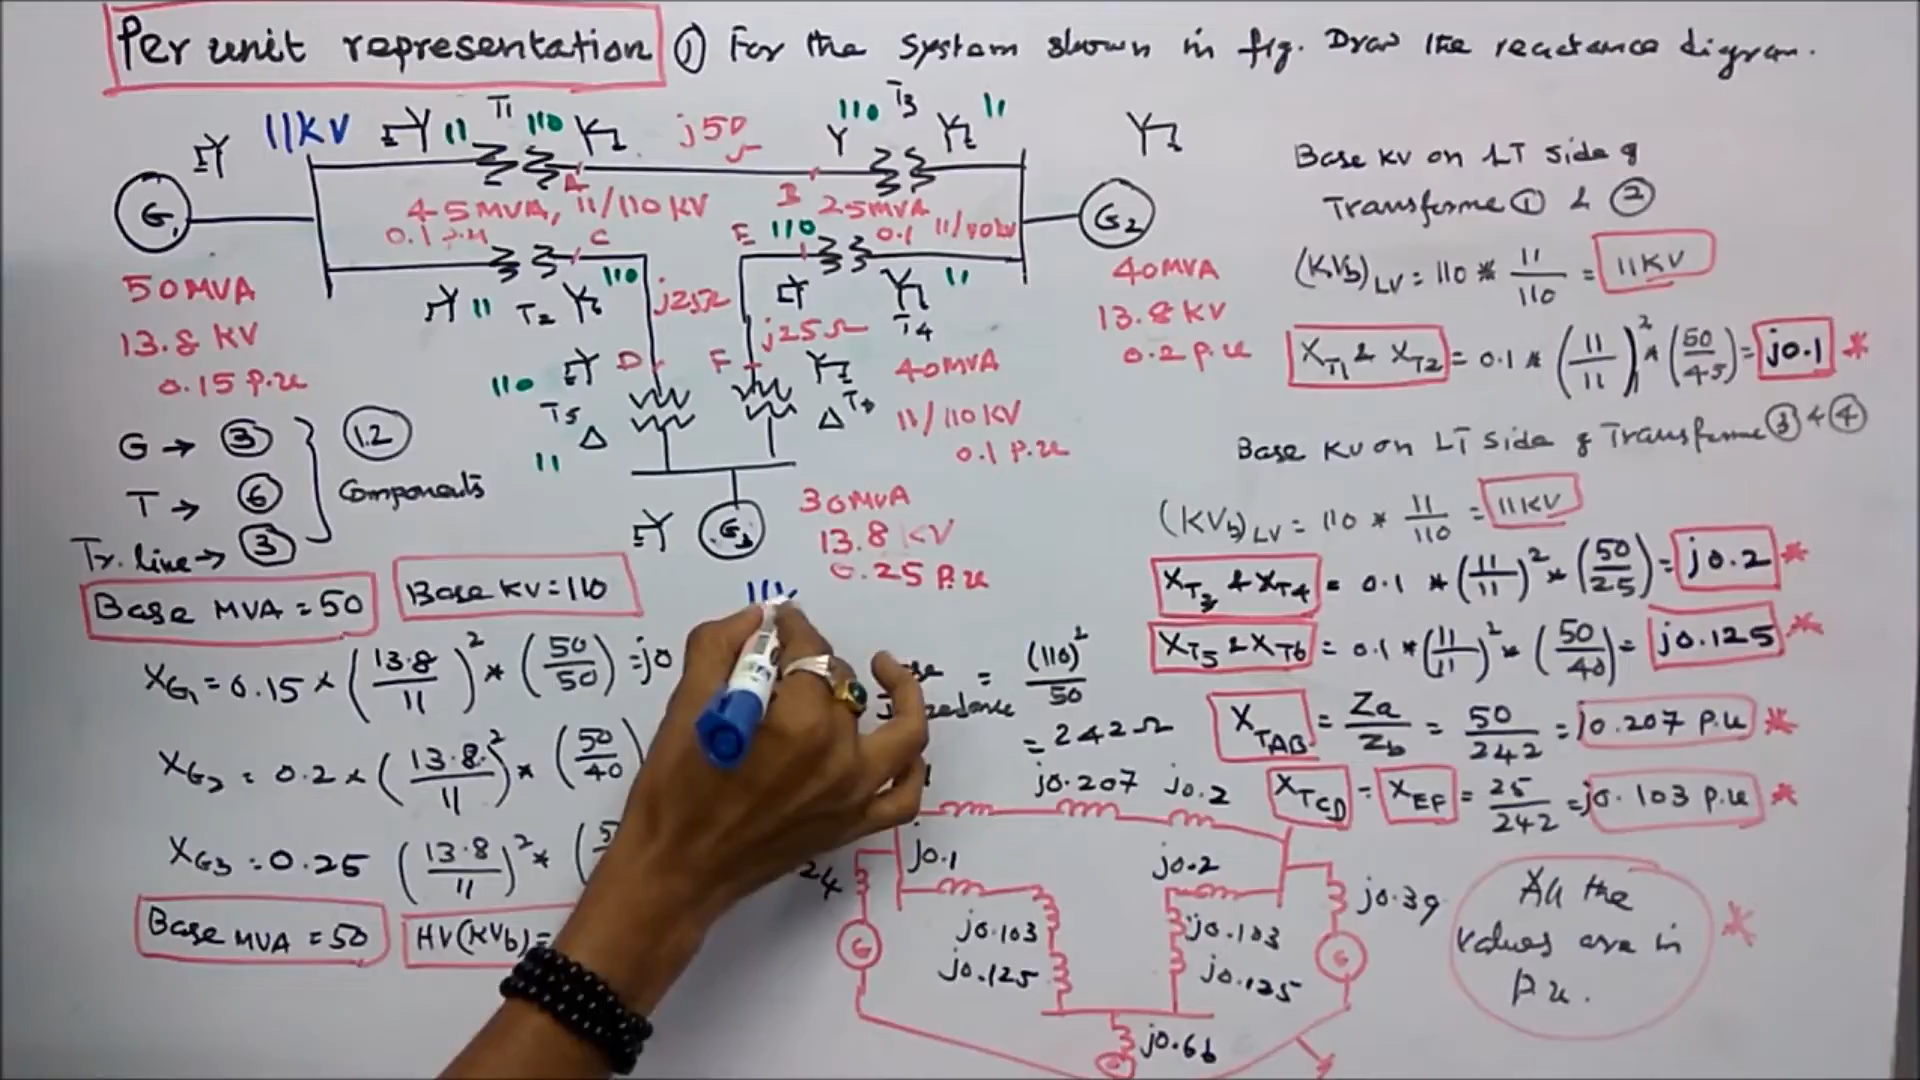 Per unit representation ① For the system shown in fig. Draw the reactance digram.
11KV
Y 11 T1 110 Y
j50
Y 110 T3 Y 11
Y
G1
45MVA, 11/110 KV
0.1 P.u
A
B 25MVA
0.1 11/110KV
G2
C
E 110
110
11
Y 11 T2 Y
j25Ω
Y
Y
T4
50MVA
13.8 KV
0.15 P.u
40MVA
13.8 KV
0.2 P.u
j25Ω
110 Y D
F Y
T5
Δ
11
Δ
40MVA
11/110KV
0.1 P.u
G → ③
T → ⑥
Tr. line → ③
12
Components
30MVA
13.8 KV
0.25 P.u
Y G3
11K
Base MVA = 50
Base KV = 110
XG1 = 0.15 × (13.8/11)² * (50/50) = j0
XG2 = 0.2 × (13.8/11)² * (50/40)
XG3 = 0.25 (13.8/11)² * (5
Base MVA = 50
HV(KVb) =
= (110)²/50
= 242Ω
Base KV on LT side of
Transforme ① & ②
(KVb)LV = 110 * 11/110 = 11KV
XT1 & XT2 = 0.1 * (11/11)² * (50/45) = j0.1 *
Base KV on LT side of Transforme ③ & ④
(KVb)LV = 110 * 11/110 = 11KV
XT3 & XT4 = 0.1 * (11/11)² * (50/25) = j0.2 *
XT5 & XT6 = 0.1 * (11/11)² * (50/40) = j0.125 *
XTAB = Za/Zb = 50/242 = j0.207 P.u *
XTCD = XEF = 25/242 = j0.103 P.u *
j0.207 j0.2
24
j0.1
j0.2
j0.39
j0.103
j0.103
j0.125
j0.125
G
G
j0.66
All the
values are in
P.u.
*